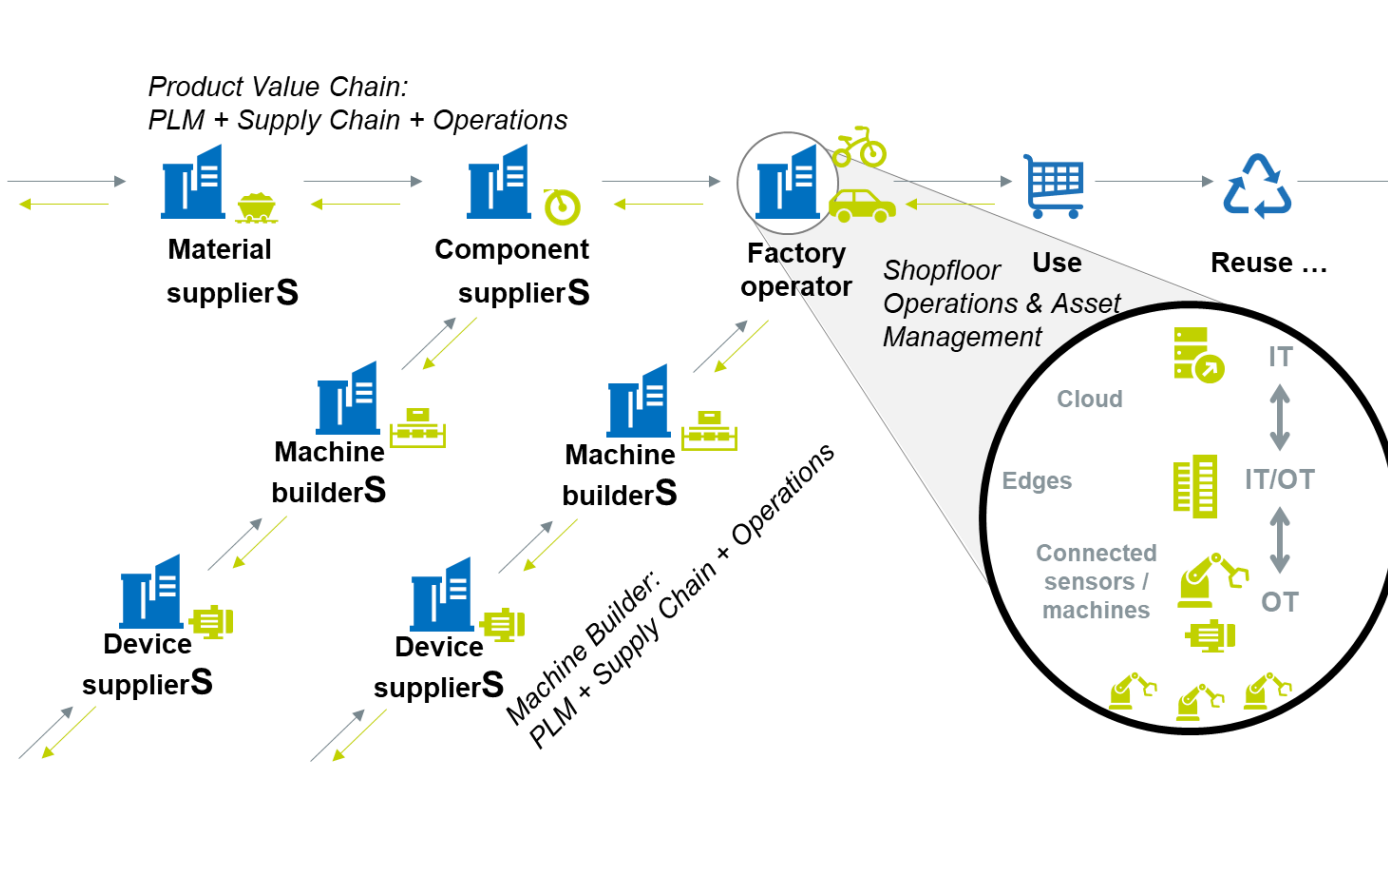 Product Value Chain:
PLM + Supply Chain + Operations
Material
supplierS
Component
supplierS
Factory
operator
Use
Reuse ...
Shopfloor
Operations & Asset
Management
Machine
builderS
Machine
builderS
Device
supplierS
Device
supplierS
Machine Builder:
PLM + Supply Chain + Operations
IT
Cloud
Edges
IT/OT
Connected
sensors /
machines
OT